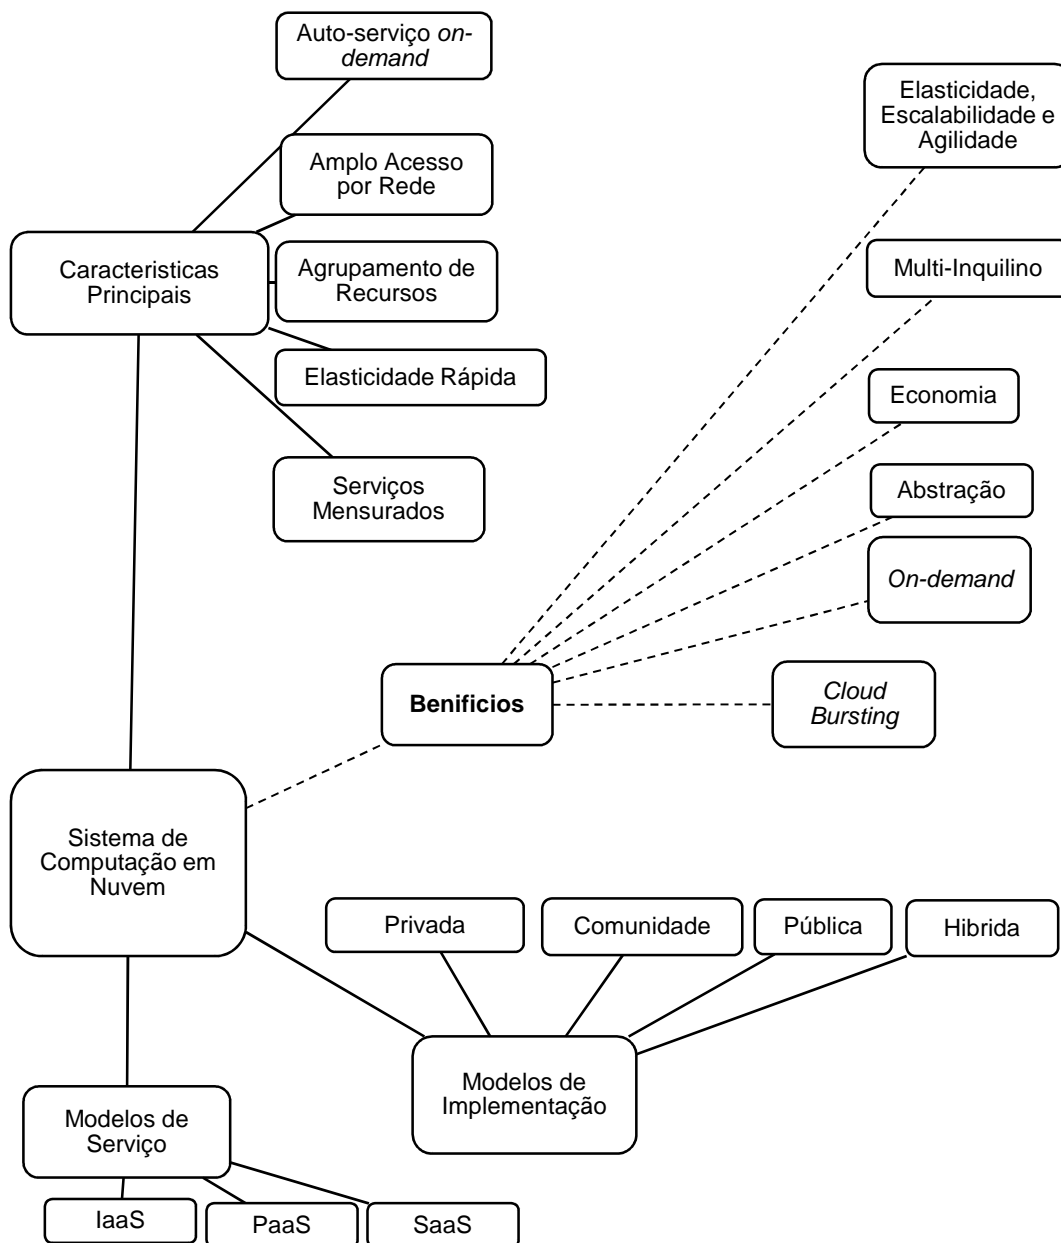 Auto-serviço on-
demand
Elasticidade,
Escalabilidade e
Agilidade
Amplo Acesso
por Rede
Caracteristicas
Principais
Agrupamento de
Recursos
Multi-Inquilino
Elasticidade Rápida
Economia
Serviços
Mensurados
Abstração
On-demand
Benificios
Cloud
Bursting
Sistema de
Computação em
Nuvem
Privada
Comunidade
Pública
Hibrida
Modelos de
Implementação
Modelos de
Serviço
IaaS
PaaS
SaaS